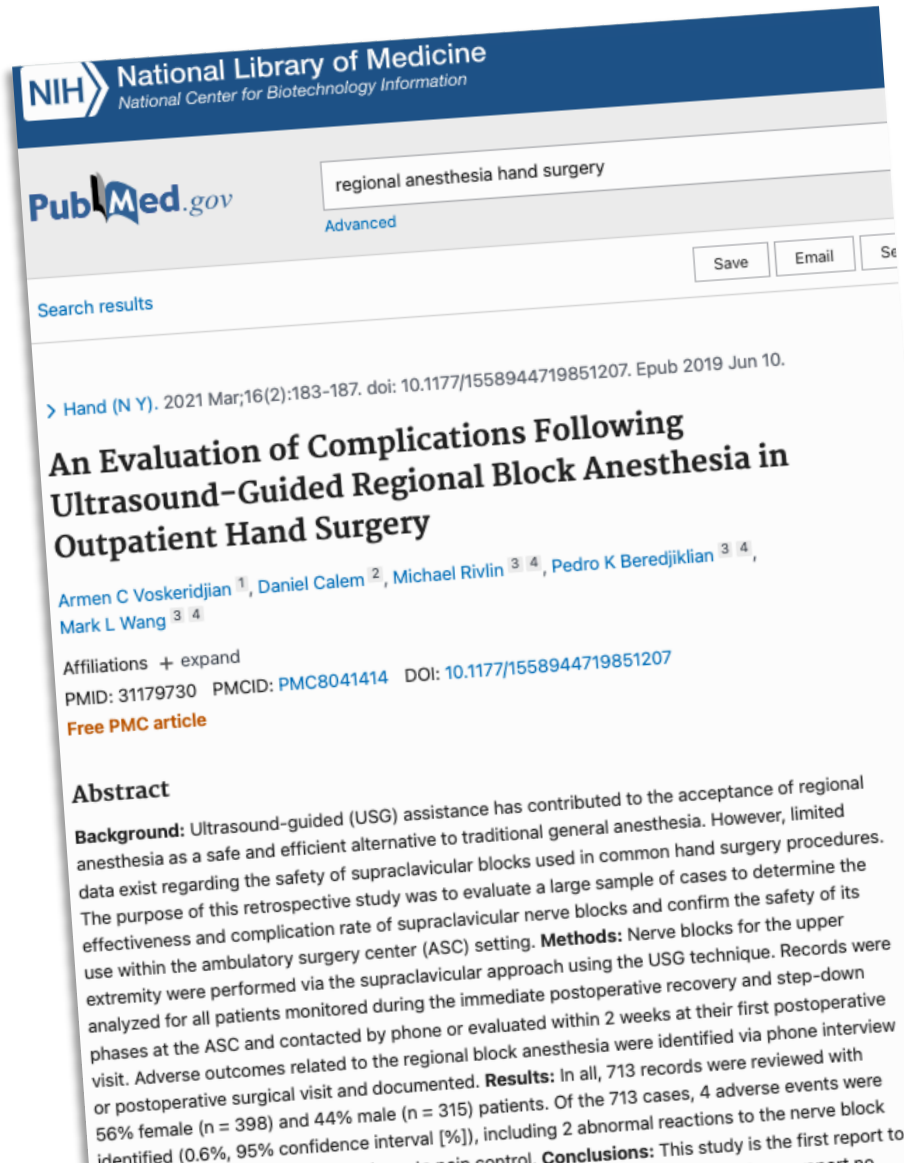 NIH National Library of Medicine
National Center for Biotechnology Information
PubMed.gov
regional anesthesia hand surgery
Advanced
Save Email
Search results
> Hand (N Y). 2021 Mar;16(2):183-187. doi: 10.1177/1558944719851207. Epub 2019 Jun 10.
An Evaluation of Complications Following
Ultrasound-Guided Regional Block Anesthesia in
Outpatient Hand Surgery
Armen C Voskeridjian 1, Daniel Calem 2, Michael Rivlin 3 4, Pedro K Beredjiklian 3 4,
Mark L Wang 3 4
Affiliations + expand
PMID: 31179730 PMCID: PMC8041414 DOI: 10.1177/1558944719851207
Free PMC article
Abstract
Background: Ultrasound-guided (USG) assistance has contributed to the acceptance of regional
anesthesia as a safe and efficient alternative to traditional general anesthesia. However, limited
data exist regarding the safety of supraclavicular blocks used in common hand surgery procedures.
The purpose of this retrospective study was to evaluate a large sample of cases to determine the
effectiveness and complication rate of supraclavicular nerve blocks and confirm the safety of its
use within the ambulatory surgery center (ASC) setting. Methods: Nerve blocks for the upper
extremity were performed via the supraclavicular approach using the USG technique. Records were
analyzed for all patients monitored during the immediate postoperative recovery and step-down
phases at the ASC and contacted by phone or evaluated within 2 weeks at their first postoperative
visit. Adverse outcomes related to the regional block anesthesia were identified via phone interview
or postoperative surgical visit and documented. Results: In all, 713 records were reviewed with
56% female (n = 398) and 44% male (n = 315) patients. Of the 713 cases, 4 adverse events were
identified (0.6%, 95% confidence interval [%]), including 2 abnormal reactions to the nerve block
pain control. Conclusions: This study is the first report to